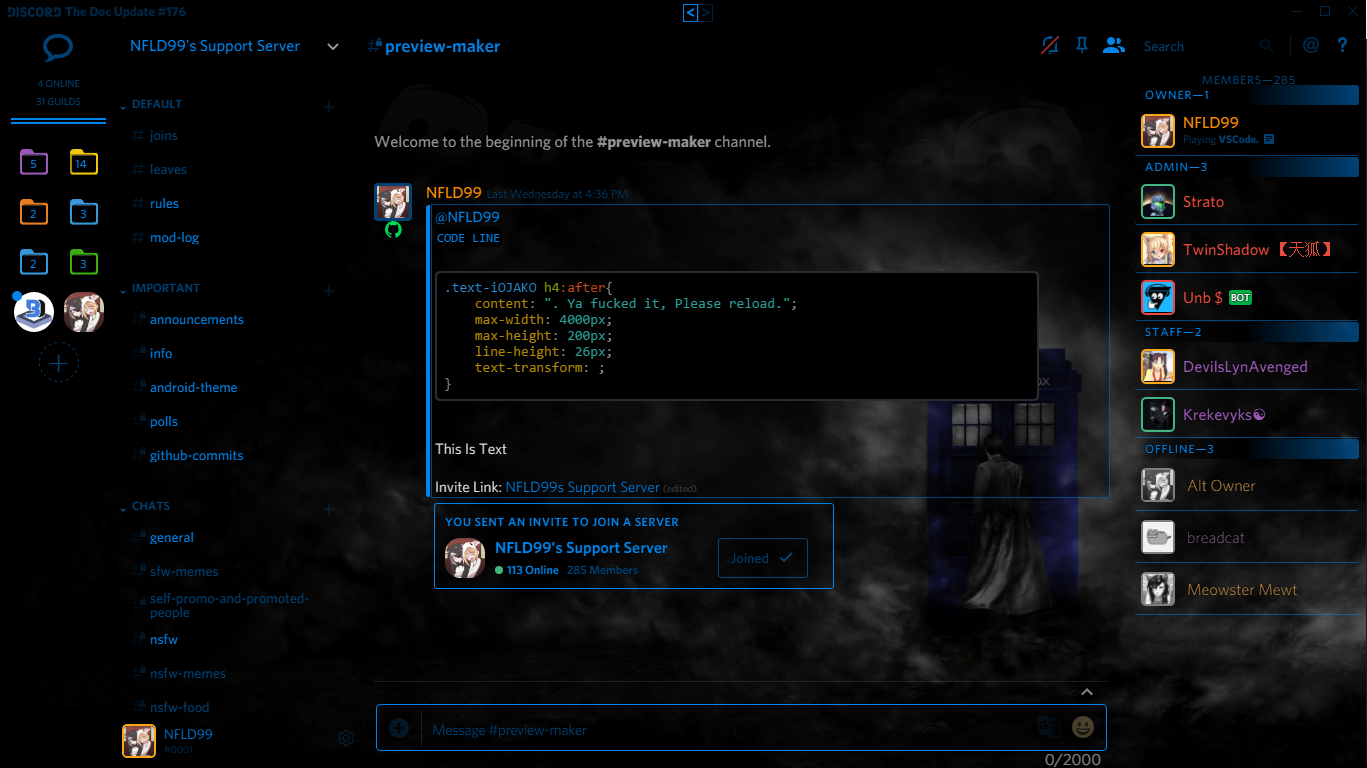 DISCORD The Doc Update #176
< >
4 ONLINE
31 GUILDS
5
14
2
3
2
3
NFLD99's Support Server
DEFAULT
# joins
# leaves
# rules
# mod-log
IMPORTANT
announcements
info
android-theme
polls
github-commits
CHATS
general
sfw-memes
self-promo-and-promoted-
people
nsfw
nsfw-memes
nsfw-food
NFLD99
#0001
#preview-maker
Search
@ ?
Welcome to the beginning of the #preview-maker channel.
NFLD99 Last Wednesday at 4:36 PM
@NFLD99
CODE LINE
.text-iOJAKO h4:after{
content: ". Ya fucked it, Please reload.";
max-width: 4000px;
max-height: 200px;
line-height: 26px;
text-transform: ;
}
This Is Text
Invite Link: NFLD99s Support Server (edited)
YOU SENT AN INVITE TO JOIN A SERVER
NFLD99's Support Server
113 Online 285 Members
Joined
Message #preview-maker
0/2000
MEMBERS—285
OWNER—1
NFLD99
Playing VSCode.
ADMIN—3
Strato
TwinShadow 【天狐】
Unb $ BOT
STAFF—2
DevilsLynAvenged
Krekevyks☯
OFFLINE—3
Alt Owner
breadcat
Meowster Mewt